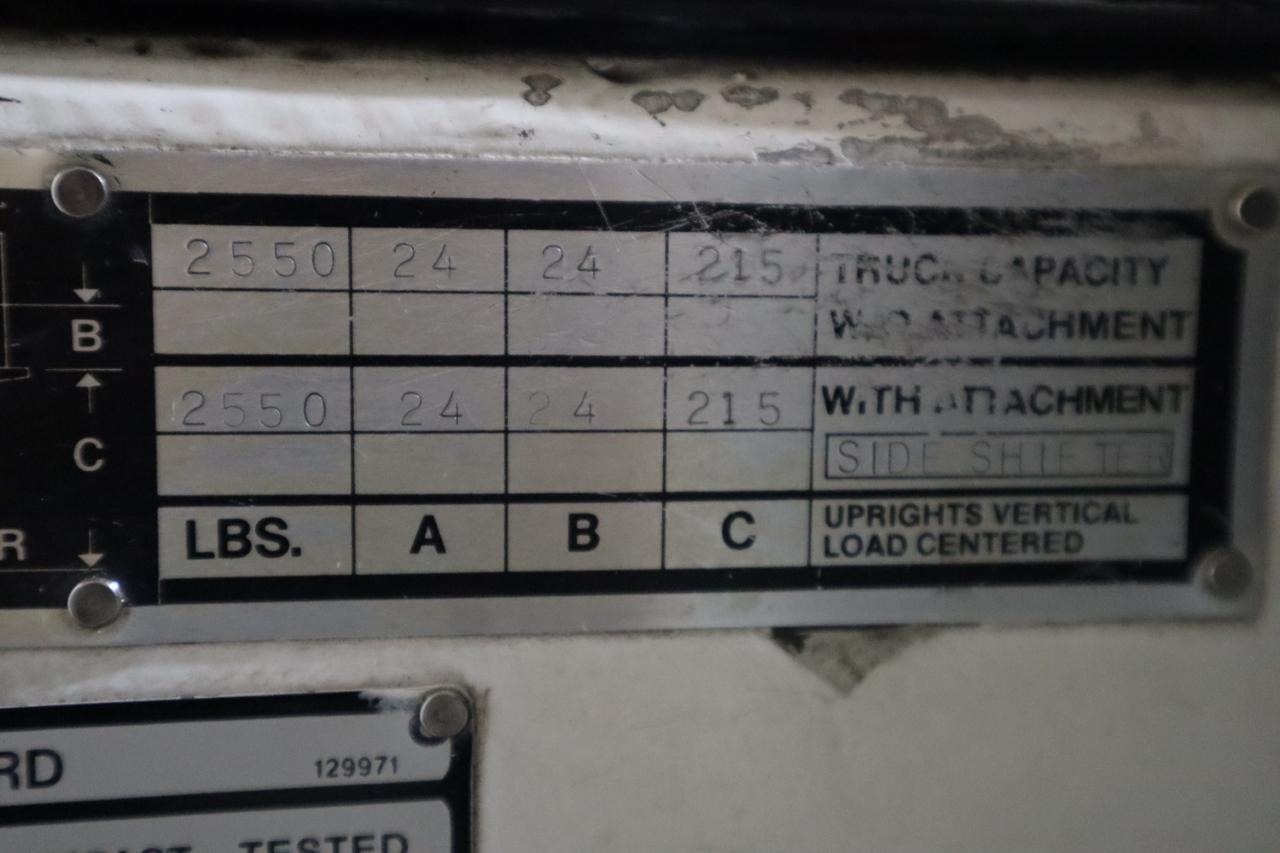 2550 24 24 215 TRUCK CAPACITY
W/O ATTACHMENT
B
2550 24 24 215 WITH ATTACHMENT
C
SIDE SHIFTER
LBS. A B C UPRIGHTS VERTICAL
LOAD CENTERED
R
RD 129971
TESTED